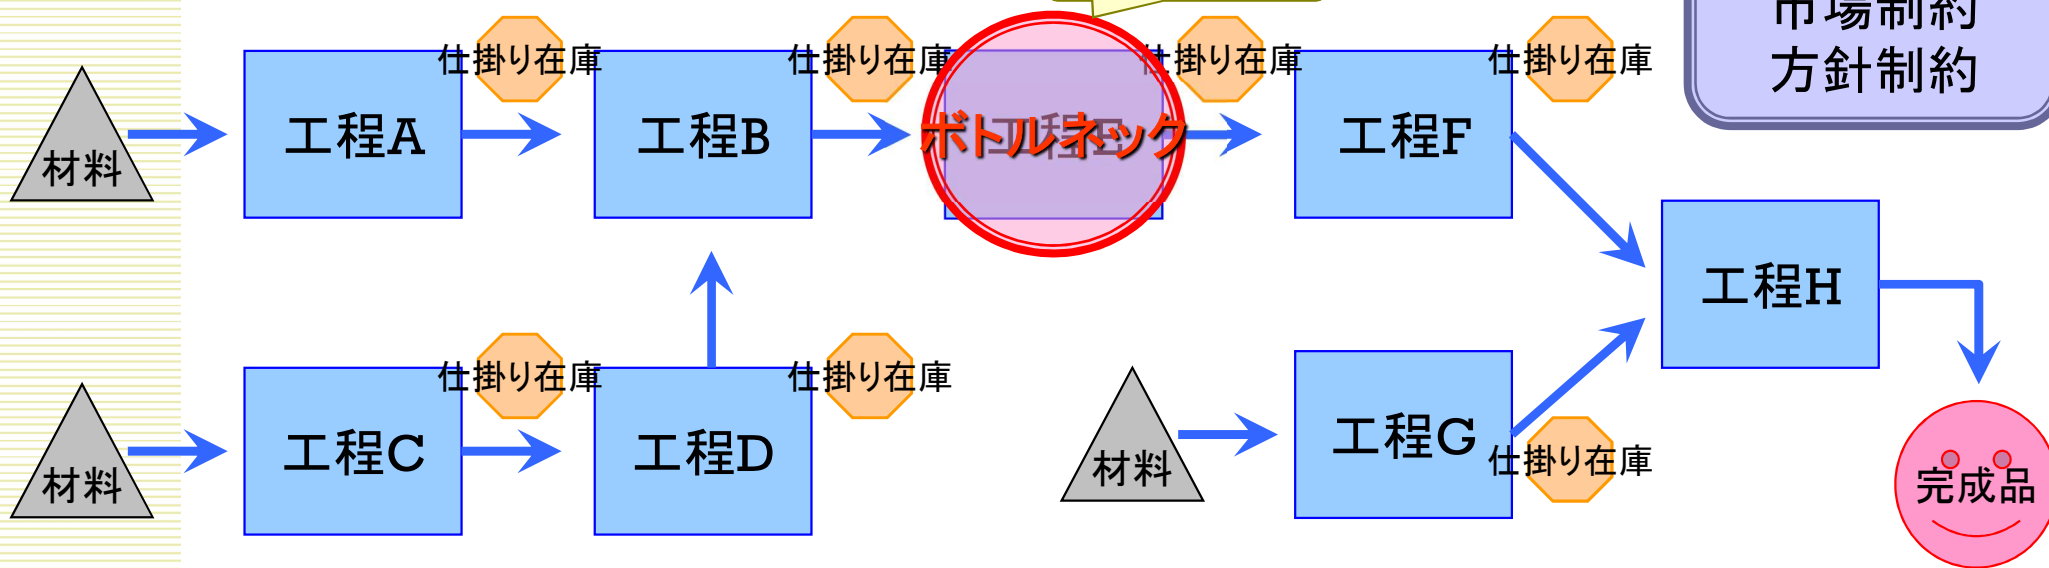 市場制約
方針制約
仕掛り在庫
仕掛り在庫
仕掛り在庫
仕掛り在庫
材料
工程A
工程B
工程E
ボトルネック
工程F
工程H
仕掛り在庫
仕掛り在庫
材料
工程C
工程D
材料
工程G
仕掛り在庫
完成品